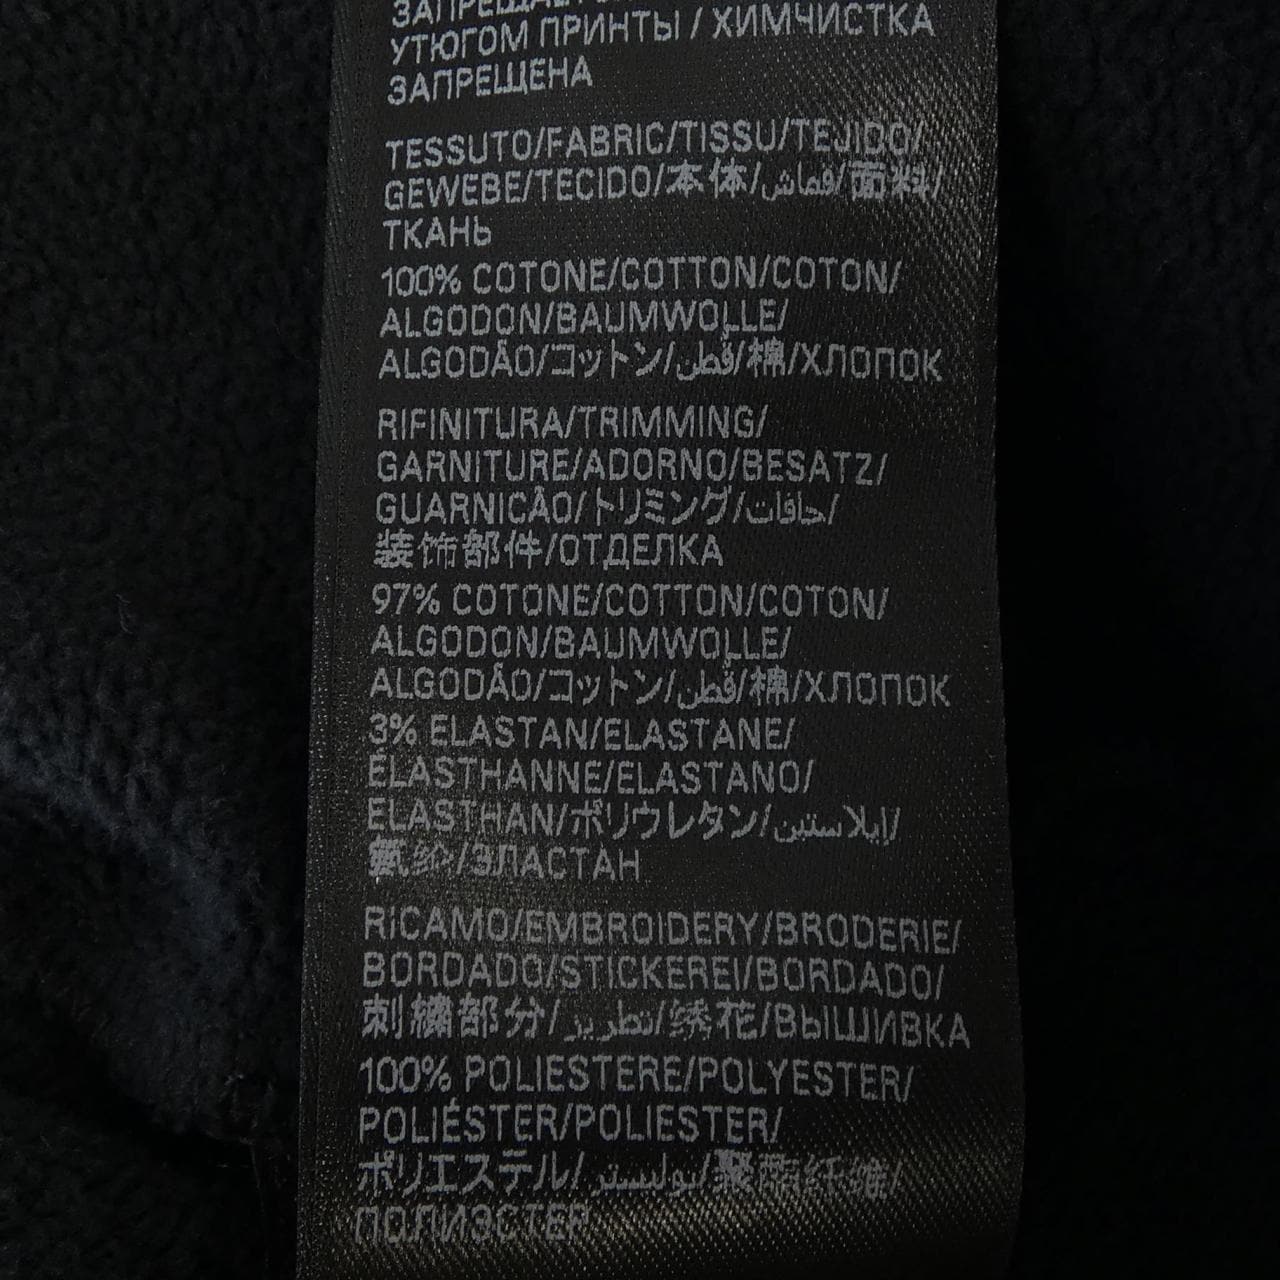 УТЮГОМ ПРИНТЫ / ХИМЧИСТКА
ЗАПРЕЩЕНА
TESSUTO/FABRIC/TISSU/TEJIDO/
GEWEBE/TECIDO/本体/قماش/面料/
ТКАНЬ
100% COTONE/COTTON/COTON/
ALGODON/BAUMWOLLE/
ALGODÃO/コットン/قطن/棉/ХЛОПОК
RIFINITURA/TRIMMING/
GARNITURE/ADORNO/BESATZ/
GUARNICÃO/トリミング/حافات/
装饰部件/ОТДЕЛКА
97% COTONE/COTTON/COTON/
ALGODON/BAUMWOLLE/
ALGODÃO/コットン/قطن/棉/ХЛОПОК
3% ELASTAN/ELASTANE/
ÉLASTHANNE/ELASTANO/
ELASTHAN/ポリウレタン/إيلاستين/
氨纶/ЭЛАСТАН
RICAMO/EMBROIDERY/BRODERIE/
BORDADO/STICKEREI/BORDADO/
刺繍部分/تطريز/绣花/ВЫШИВКА
100% POLIESTERE/POLYESTER/
POLIÉSTER/POLIESTER/
ポリエステル/بوليستر/聚酯纤维/
ПОЛИЭСТЕР